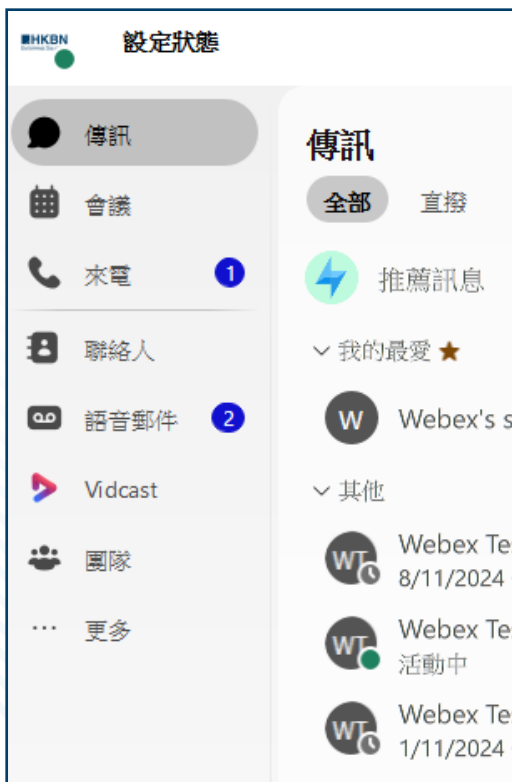 HKBN
設定狀態
傳訊
會議
來電 1
聯絡人
語音郵件 2
Vidcast
團隊
更多
傳訊
全部 直撥
推薦訊息
我的最愛
W Webex's s
其他
WT Webex Te
8/11/2024
WT Webex Te
活動中
WT Webex Te
1/11/2024